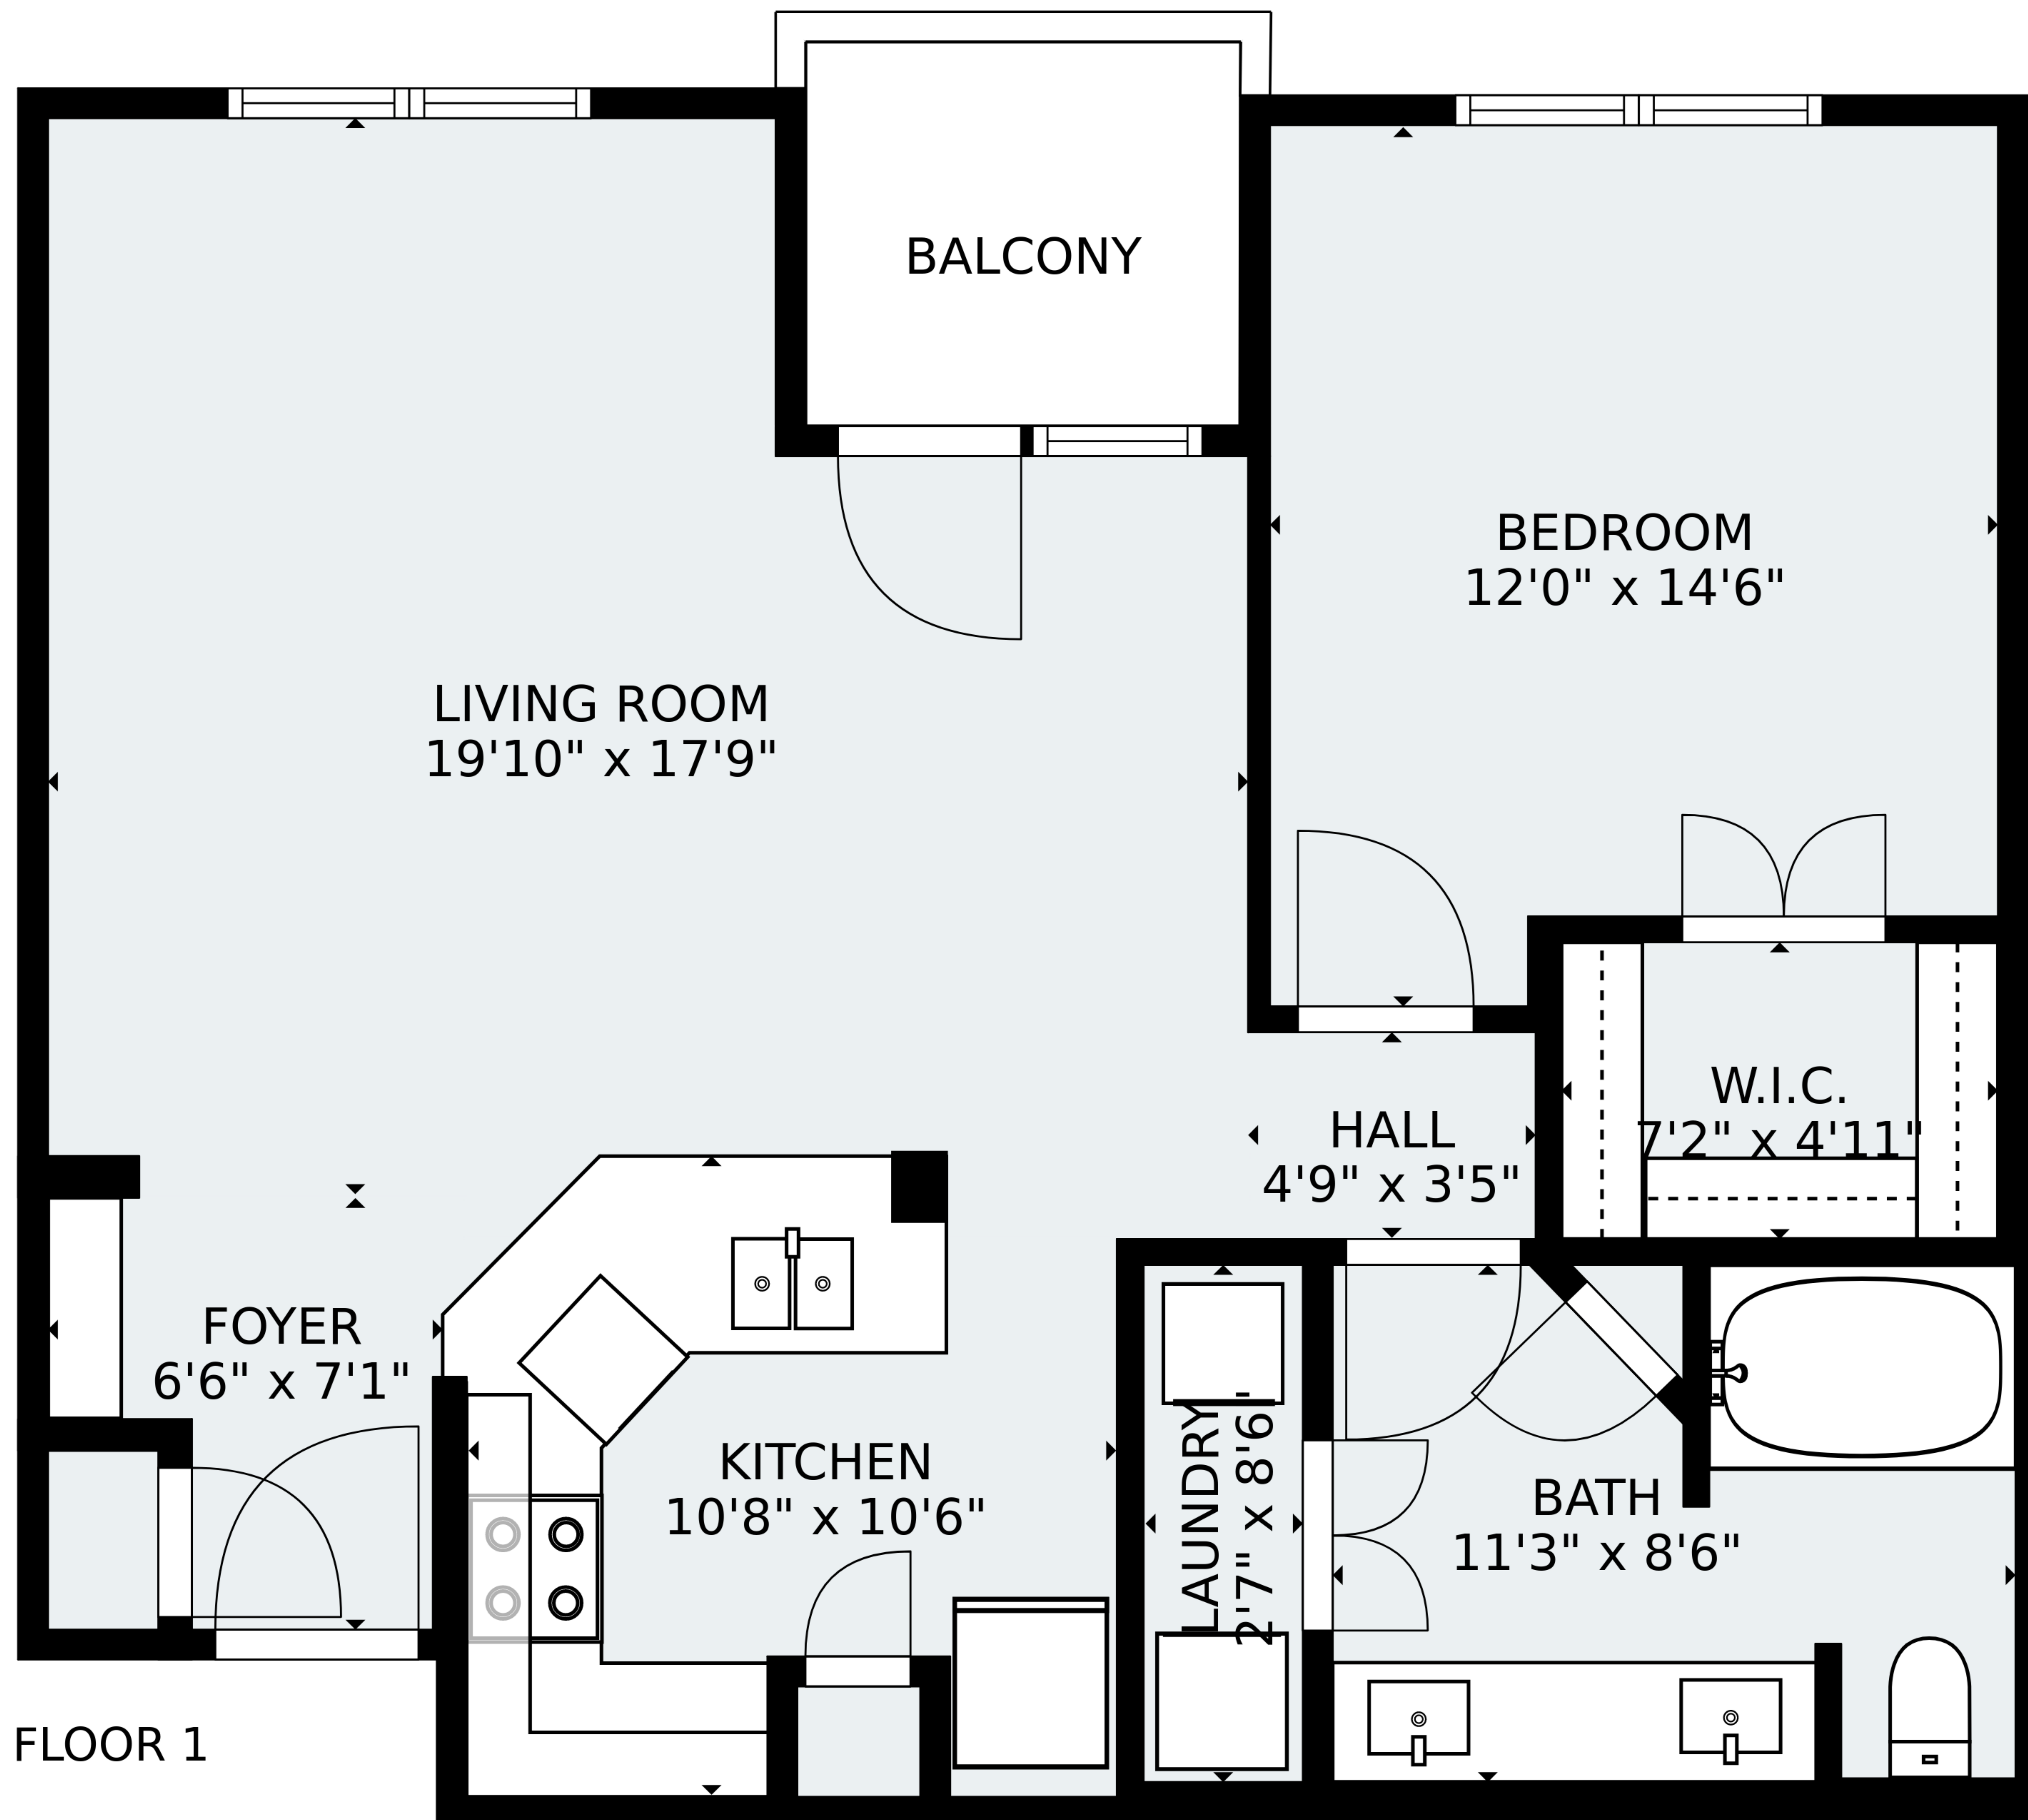 BALCONY
BEDROOM
12'0" x 14'6"
LIVING ROOM
19'10" x 17'9"
W.I.C.
7'2" x 4'11"
HALL
4'9" x 3'5"
FOYER
6'6" x 7'1"
KITCHEN
10'8" x 10'6"
LAUNDRY
2'7" x 8'6"
BATH
11'3" x 8'6"
FLOOR 1